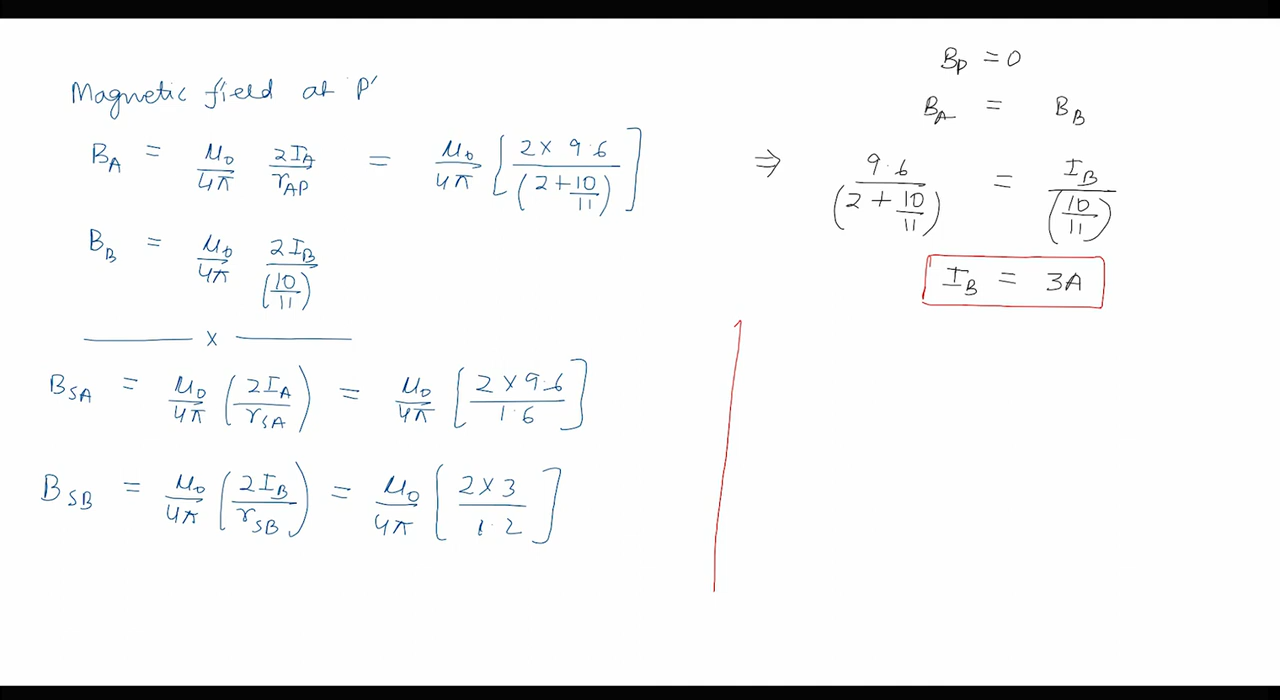 Magnetic field at P'
B_A = μ₀/4π 2I_A/r_AP = μ₀/4π [2 × 9.6/(2+10/11)]
B_B = μ₀/4π 2I_B/(10/11)
x
B_SA = μ₀/4π (2I_A/r_SA) = μ₀/4π [2 × 9.6/1.6]
B_SB = μ₀/4π (2I_B/r_SB) = μ₀/4π [2 × 3/1.2]
B_P = 0
B_A = B_B
⇒ 9.6/(2 + 10/11) = I_B/(10/11)
I_B = 3A